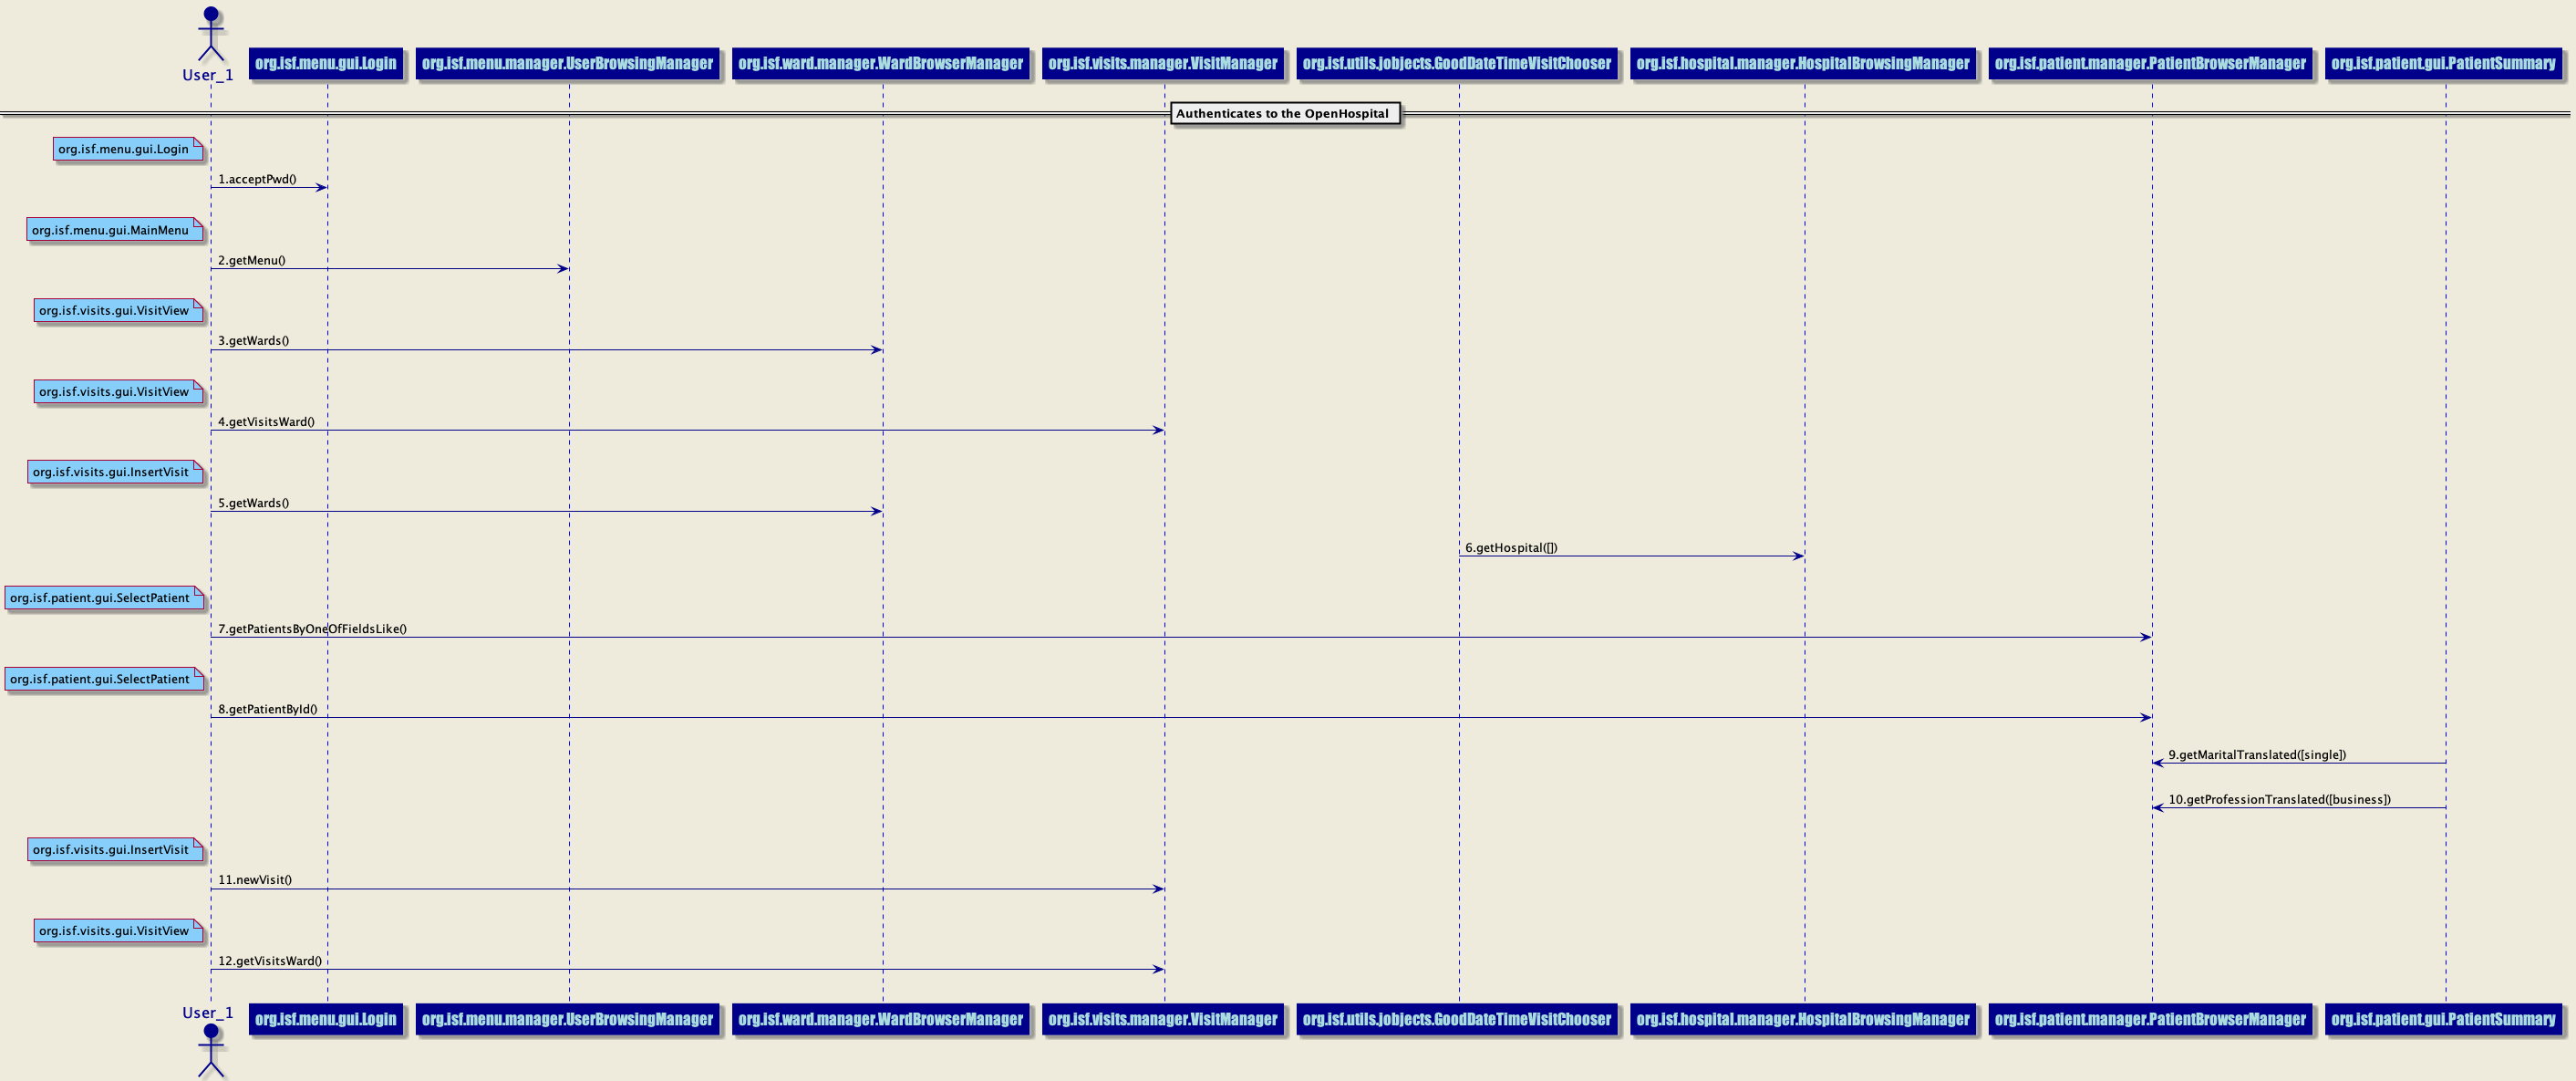 User_1
org.isf.menu.gui.Login
org.isf.menu.manager.UserBrowsingManager
org.isf.ward.manager.WardBrowserManager
org.isf.visits.manager.VisitManager
org.isf.utils.jobjects.GoodDateTimeVisitChooser
org.isf.hospital.manager.HospitalBrowsingManager
org.isf.patient.manager.PatientBrowserManager
org.isf.patient.gui.PatientSummary
Authenticates to the OpenHospital
org.isf.menu.gui.Login
1.acceptPwd()
org.isf.menu.gui.MainMenu
2.getMenu()
org.isf.visits.gui.VisitView
3.getWards()
org.isf.visits.gui.VisitView
4.getVisitsWard()
org.isf.visits.gui.InsertVisit
5.getWards()
6.getHospital([])
org.isf.patient.gui.SelectPatient
7.getPatientsByOneOfFieldsLike()
org.isf.patient.gui.SelectPatient
8.getPatientById()
9.getMaritalTranslated([single])
10.getProfessionTranslated([business])
org.isf.visits.gui.InsertVisit
11.newVisit()
org.isf.visits.gui.VisitView
12.getVisitsWard()
User_1
org.isf.menu.gui.Login
org.isf.menu.manager.UserBrowsingManager
org.isf.ward.manager.WardBrowserManager
org.isf.visits.manager.VisitManager
org.isf.utils.jobjects.GoodDateTimeVisitChooser
org.isf.hospital.manager.HospitalBrowsingManager
org.isf.patient.manager.PatientBrowserManager
org.isf.patient.gui.PatientSummary